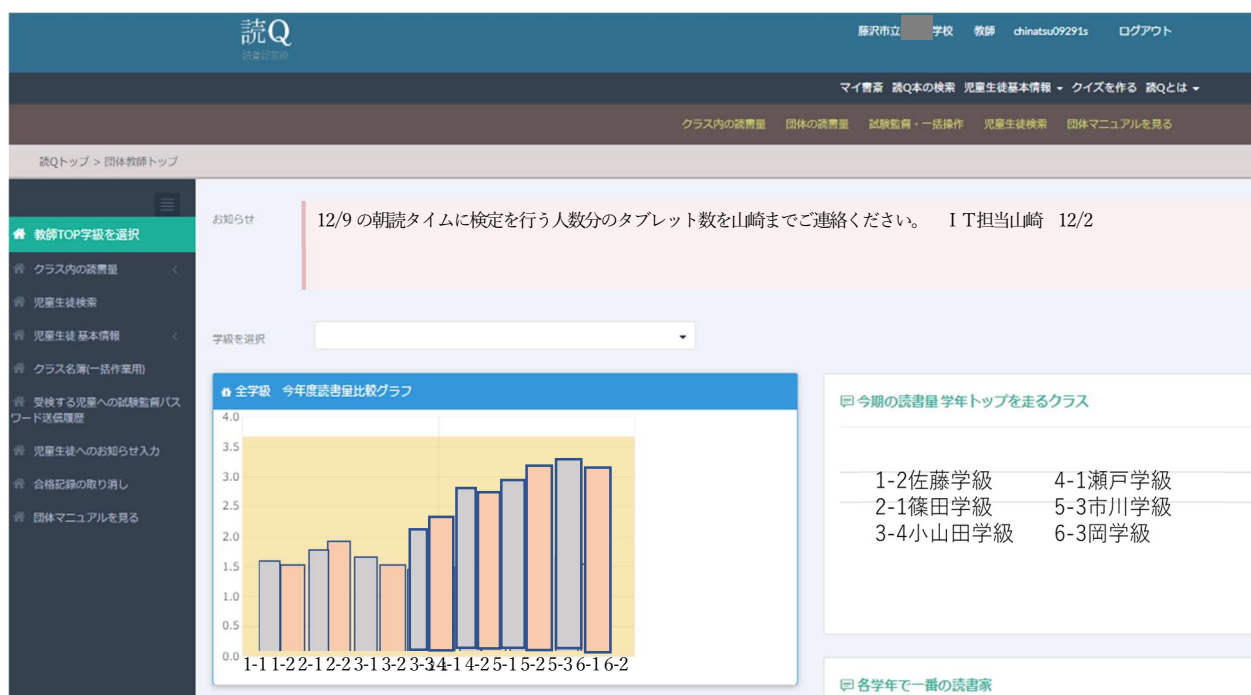 読Q
読書認定級
藤沢市立 学校 教師 chinatsu09291s ログアウト
マイ書斎 読Q本の検索 児童生徒基本情報 クイズを作る 読Qとは
クラス内の読書量 団体の読書量 試験監督・一括操作 児童生徒検索 団体マニュアルを見る
読Qトップ > 団体教師トップ
教師TOP学級を選択
クラス内の読書量
児童生徒検索
児童生徒基本情報
クラス名簿(一括作業用)
受検する児童への試験監督パス
ワード送信履歴
児童生徒へのお知らせ入力
合格記録の取り消し
団体マニュアルを見る
お知らせ
12/9 の朝読タイムに検定を行う人数分のタブレット数を山崎までご連絡ください。 IT担当山崎 12/2
学級を選択
全学級 今年度読書量比較グラフ
4.0
3.5
3.0
2.5
2.0
1.5
1.0
0.5
0.0
1-1 1-2 2-1 2-2 3-1 3-2 3-3 4-1 4-2 5-1 5-2 5-3 6-1 6-2
今期の読書量 学年トップを走るクラス
1-2佐藤学級 4-1瀬戸学級
2-1篠田学級 5-3市川学級
3-4小山田学級 6-3岡学級
各学年で一番の読書家